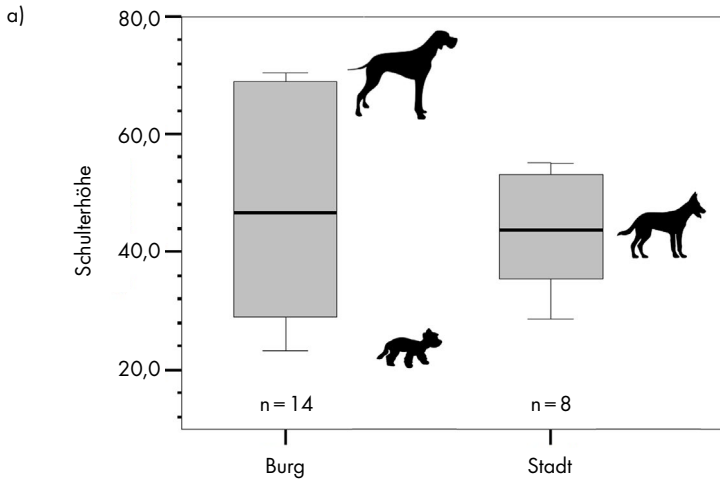 a)
80,0
60,0
40,0
20,0
Schulterhöhe
n = 14
n = 8
Burg
Stadt